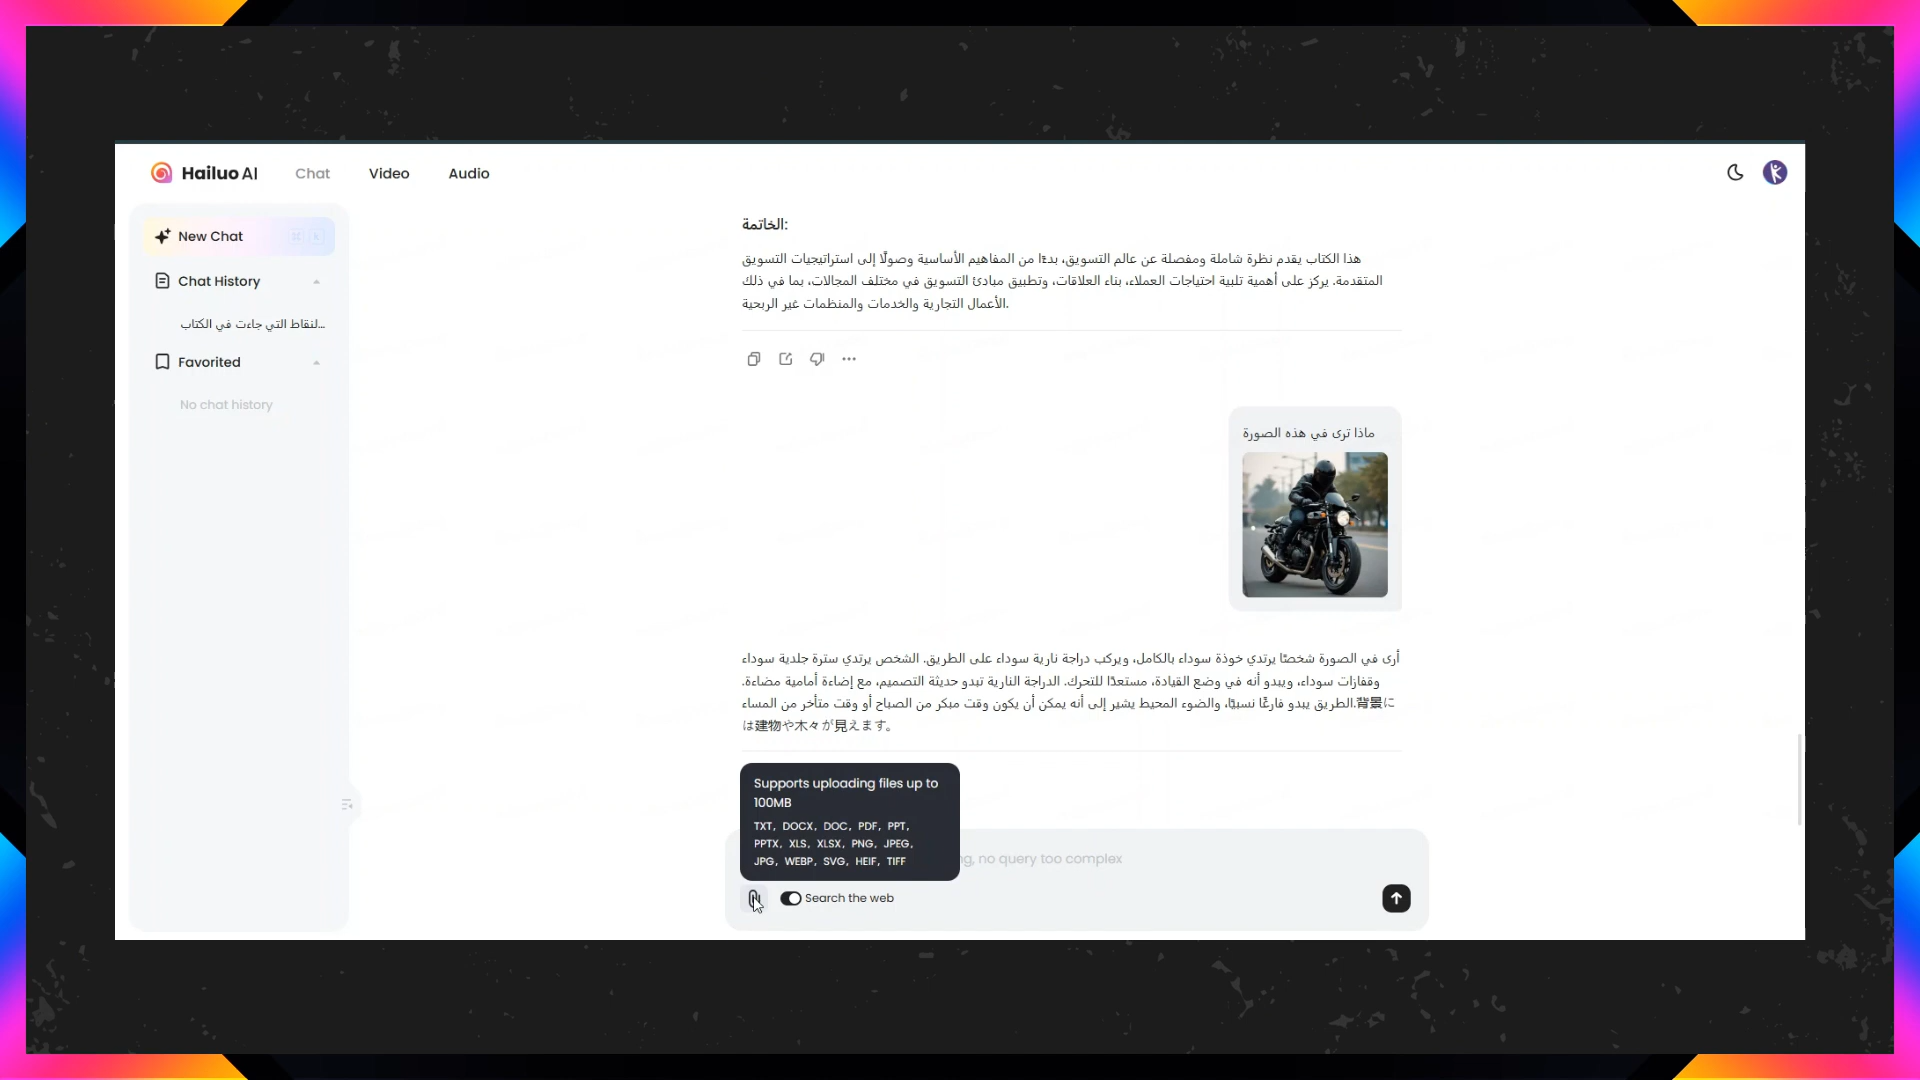 Hailuo AI
Chat
Video
Audio
New Chat
Chat History
...لنقاط التي جاءت في الكتاب
Favorited
No chat history
الخاتمة:
هذا الكتاب يقدم نظرة شاملة ومفصلة عن عالم التسويق، بدءًا من المفاهيم الأساسية وصولًا إلى استراتيجيات التسويق
المتقدمة. يركز على أهمية تلبية احتياجات العملاء، بناء العلاقات، وتطبيق مبادئ التسويق في مختلف المجالات، بما في ذلك
الأعمال التجارية والخدمات والمنظمات غير الربحية.
ماذا ترى في هذه الصورة
أرى في الصورة شخصًا يرتدي خوذة سوداء بالكامل، ويركب دراجة نارية سوداء على الطريق. الشخص يرتدي سترة جلدية سوداء
وقفازات سوداء، ويبدو أنه في وضع القيادة، مستعدًا للتحرك. الدراجة النارية تبدو حديثة التصميم، مع إضاءة أمامية مضاءة.
الطريق يبدو فارغًا نسبيًا، والضوء المحيط يشير إلى أنه يمكن أن يكون وقت مبكر من الصباح أو وقت متأخر من المساء.背景に
は建物や木々が見えます。
Supports uploading files up to
100MB
TXT, DOCX, DOC, PDF, PPT,
PPTX, XLS, XLSX, PNG, JPEG,
JPG, WEBP, SVG, HEIF, TIFF
no query too complex
Search the web